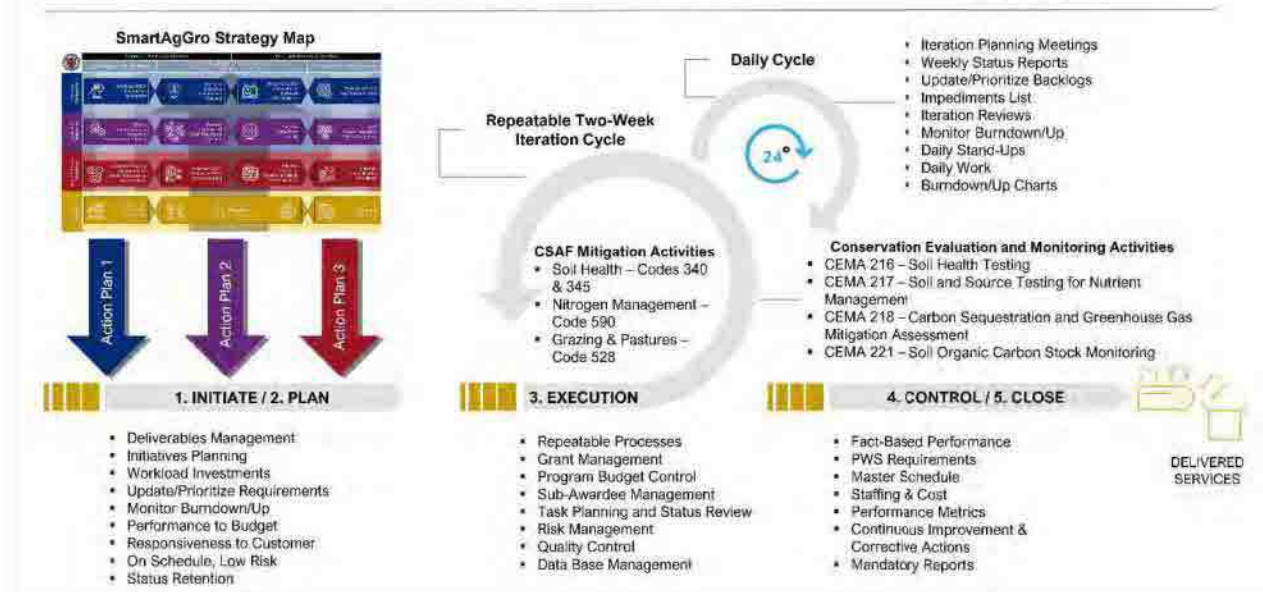 SmartAgGro Strategy Map
Action Plan 1
Action Plan 2
Action Plan 3
Repeatable Two-Week
Iteration Cycle
Daily Cycle
24°
▪ Iteration Planning Meetings
▪ Weekly Status Reports
▪ Update/Prioritize Backlogs
▪ Impediments List
▪ Iteration Reviews
▪ Monitor Burndown/Up
▪ Daily Stand-Ups
▪ Daily Work
▪ Burndown/Up Charts
CSAF Mitigation Activities
▪ Soil Health – Codes 340
& 345
▪ Nitrogen Management –
Code 590
▪ Grazing & Pastures –
Code 528
Conservation Evaluation and Monitoring Activities
▪ CEMA 216 – Soil Health Testing
▪ CEMA 217 – Soil and Source Testing for Nutrient
Management
▪ CEMA 218 – Carbon Sequestration and Greenhouse Gas
Mitigation Assessment
▪ CEMA 221 – Soil Organic Carbon Stock Monitoring
1. INITIATE / 2. PLAN
▪ Deliverables Management
▪ Initiatives Planning
▪ Workload Investments
▪ Update/Prioritize Requirements
▪ Monitor Burndown/Up
▪ Performance to Budget
▪ Responsiveness to Customer
▪ On Schedule, Low Risk
▪ Status Retention
3. EXECUTION
▪ Repeatable Processes
▪ Grant Management
▪ Program Budget Control
▪ Sub-Awardee Management
▪ Task Planning and Status Review
▪ Risk Management
▪ Quality Control
▪ Data Base Management
4. CONTROL / 5. CLOSE
▪ Fact-Based Performance
▪ PWS Requirements
▪ Master Schedule
▪ Staffing & Cost
▪ Performance Metrics
▪ Continuous Improvement &
Corrective Actions
▪ Mandatory Reports
DELIVERED
SERVICES